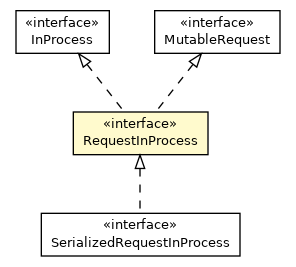 «interface»
InProcess
«interface»
MutableRequest
«interface»
RequestInProcess
«interface»
SerializedRequestInProcess